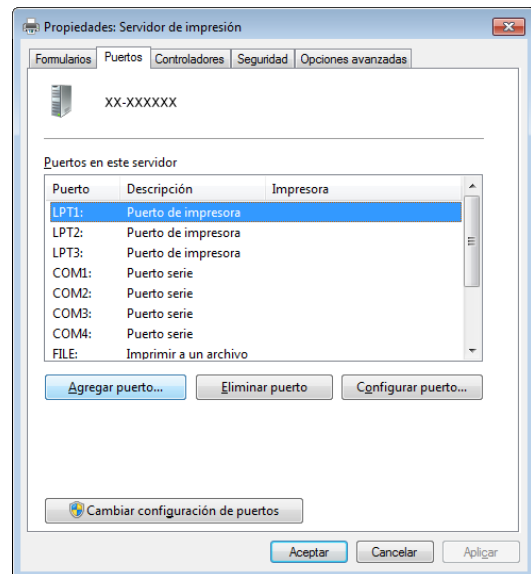 Propiedades: Servidor de impresión
Formularios Puertos Controladores Seguridad Opciones avanzadas
XX-XXXXXX
Puertos en este servidor
Puerto Descripción Impresora
LPT1: Puerto de impresora
LPT2: Puerto de impresora
LPT3: Puerto de impresora
COM1: Puerto serie
COM2: Puerto serie
COM3: Puerto serie
COM4: Puerto serie
FILE: Imprimir a un archivo
Agregar puerto... Eliminar puerto Configurar puerto...
Cambiar configuración de puertos
Aceptar Cancelar Aplicar